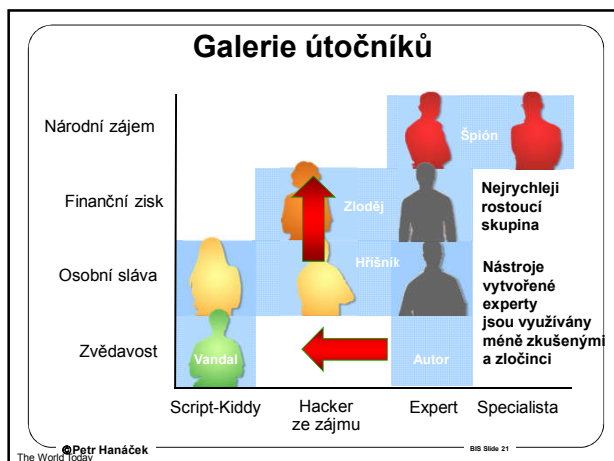 Galerie útočníků
Národní zájem
Špión
Finanční zisk
Zloděj
Nejrychleji
rostoucí
skupina
Osobní sláva
Hříšník
Nástroje
vytvořené
experty
jsou využívány
méně zkušenými
a zločinci
Zvědavost
Vandal
Autor
Script-Kiddy
Hacker
ze zájmu
Expert
Specialista
©Petr Hanáček
BIS Slide 21
The World Today